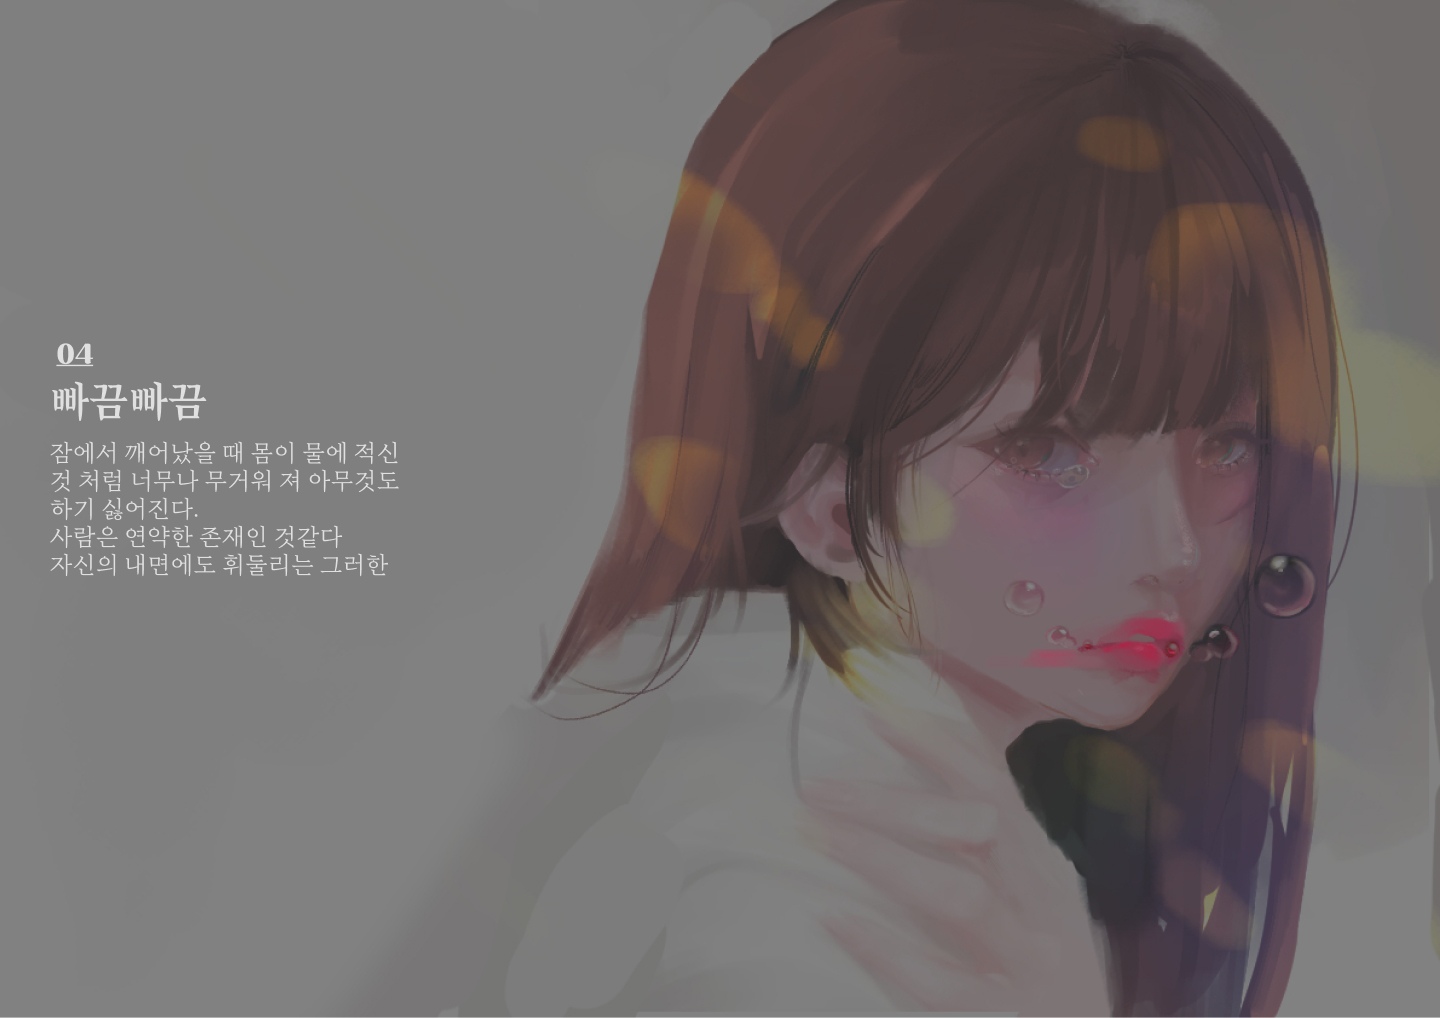 04
빠끔빠끔
잠에서 깨어났을 때 몸이 물에 적신
것 처럼 너무나 무거워 져 아무것도
하기 싫어진다.
사람은 연약한 존재인 것같다
자신의 내면에도 휘둘리는 그러한